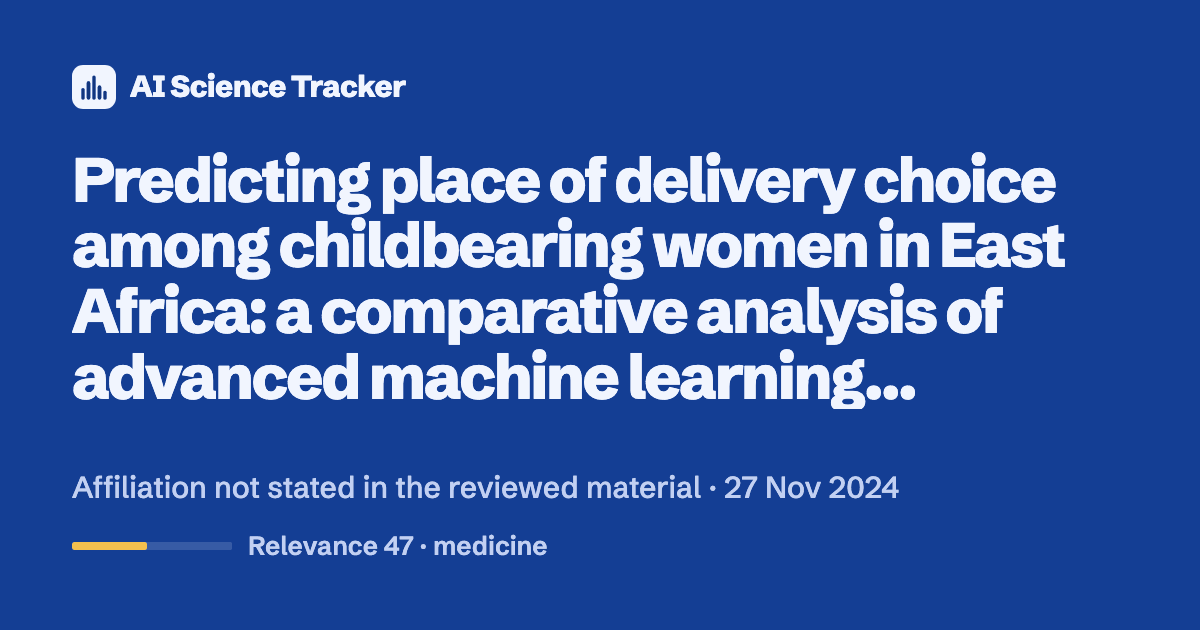 AI Science Tracker
Predicting place of delivery choice
among childbearing women in East
Africa: a comparative analysis of
advanced machine learning...
Affiliation not stated in the reviewed material · 27 Nov 2024
Relevance 47 · medicine